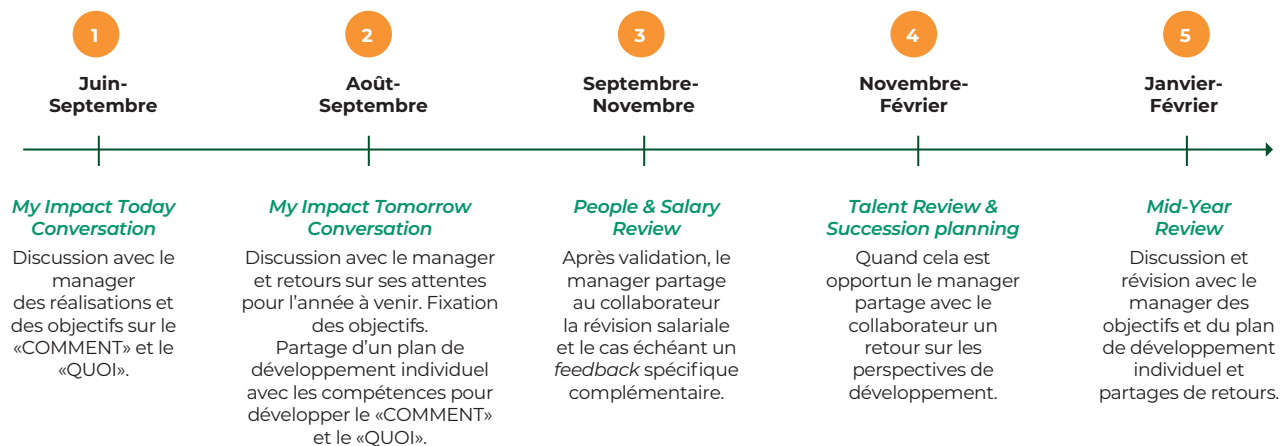 1
Juin-
Septembre
My Impact Today
Conversation
Discussion avec le
manager
des réalisations et
des objectifs sur le
«COMMENT» et le
«QUOI».
2
Août-
Septembre
My Impact Tomorrow
Conversation
Discussion avec le manager
et retours sur ses attentes
pour l’année à venir. Fixation
des objectifs.
Partage d’un plan de
développement individuel
avec les compétences pour
développer le «COMMENT»
et le «QUOI».
3
Septembre-
Novembre
People & Salary
Review
Après validation, le
manager partage
au collaborateur
la révision salariale
et le cas échéant un
feedback spécifique
complémentaire.
4
Novembre-
Février
Talent Review &
Succession planning
Quand cela est
opportun le manager
partage avec le
collaborateur un
retour sur les
perspectives de
développement.
5
Janvier-
Février
Mid-Year
Review
Discussion et
révision avec le
manager des
objectifs et du plan
de développement
individuel et
partages de retours.